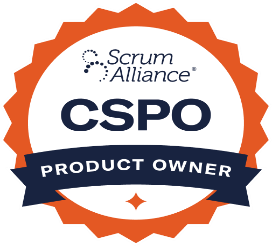 Scrum
Alliance®
CSPO
PRODUCT OWNER